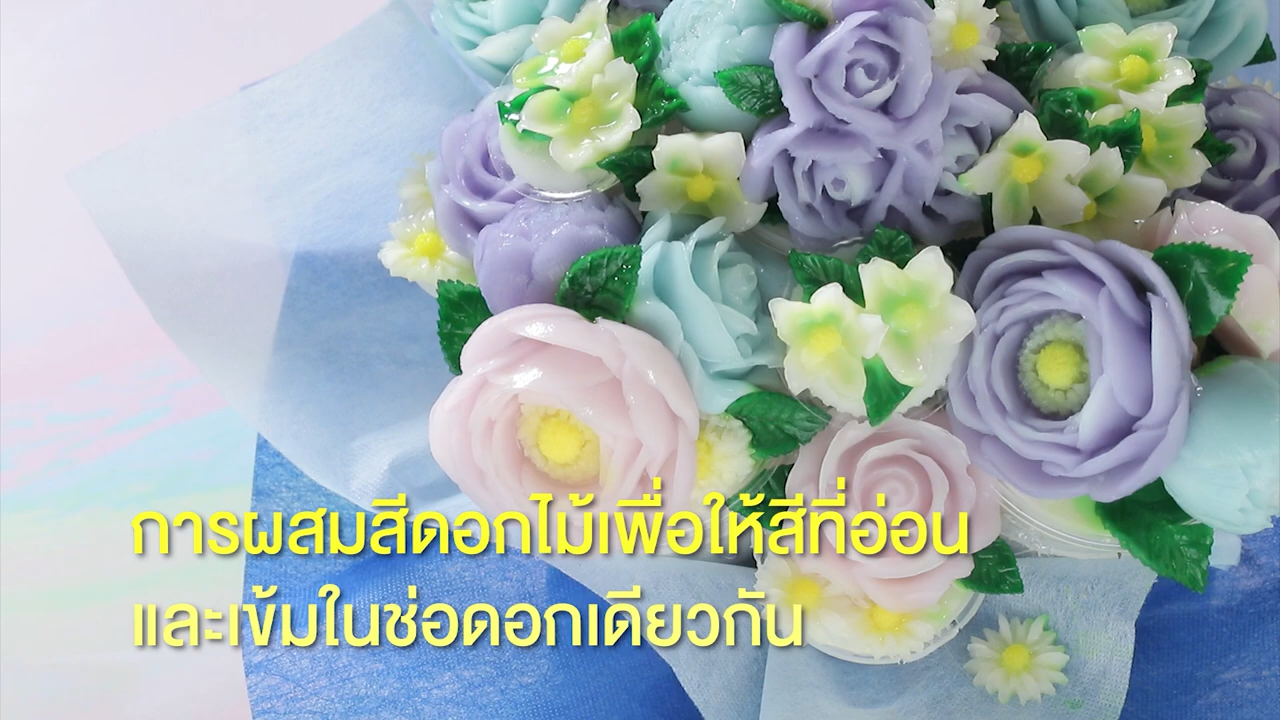 การผสมสีดอกไม้เพื่อให้สีที่อ่อน
และเข้มในช่อดอกเดียวกัน